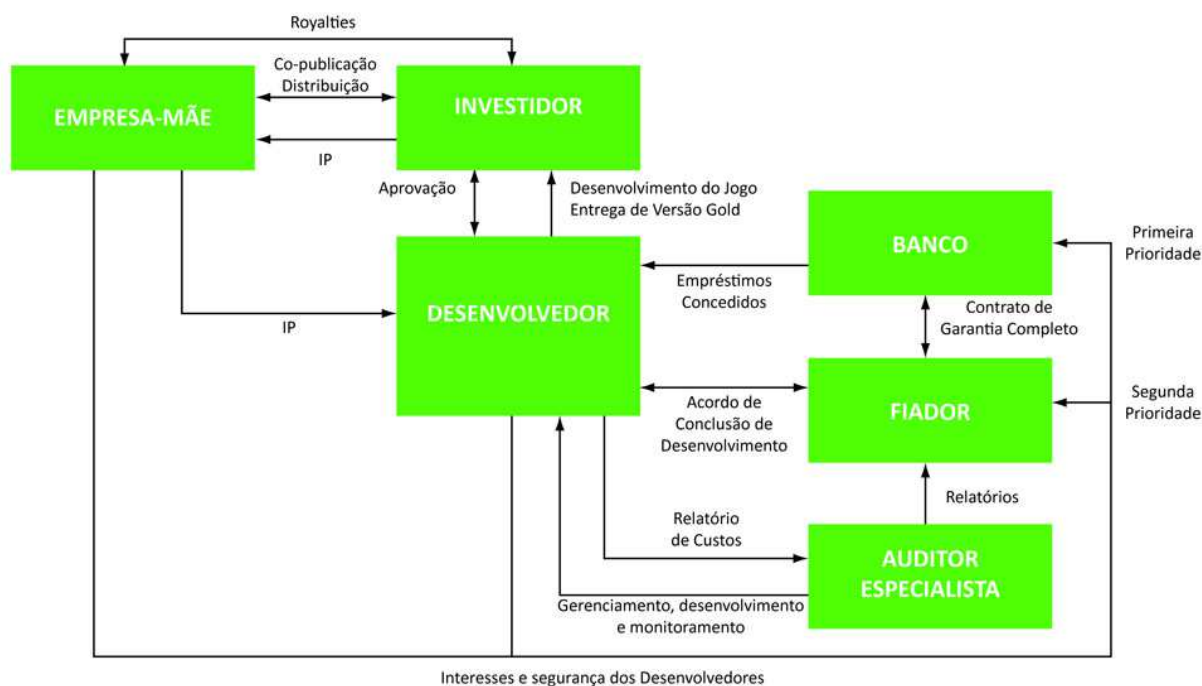 Royalties
Co-publicação
Distribuição
EMPRESA-MÃE
INVESTIDOR
IP
Aprovação
Desenvolvimento do Jogo
Entrega de Versão Gold
BANCO
Primeira
Prioridade
DESENVOLVEDOR
Empréstimos
Concedidos
IP
Contrato de
Garantia Completo
FIADOR
Segunda
Prioridade
Acordo de
Conclusão de
Desenvolvimento
Relatórios
Relatório
de Custos
AUDITOR
ESPECIALISTA
Gerenciamento, desenvolvimento
e monitoramento
Interesses e segurança dos Desenvolvedores